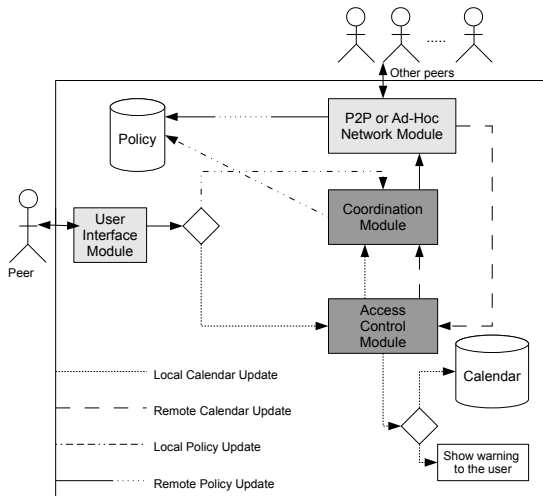 Other peers
P2P or Ad-Hoc
Network Module
Policy
Coordination
Module
User
Interface
Module
Peer
Access
Control
Module
Calendar
Local Calendar Update
Remote Calendar Update
Local Policy Update
Remote Policy Update
Show warning
to the user